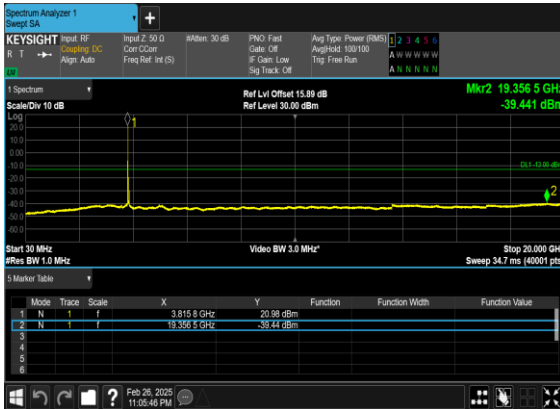 Spectrum Analyzer 1
Swept SA
+
KEYSIGHT Input: RF Input Z: 50 Ω #Atten: 30 dB PNO: Fast Avg Type: Power (RMS) 1 2 3 4 5 6
R T Coupling: DC Corr CCorr Gate: Off Avg|Hold: 100/100 A W W W W W
Align: Auto Freq Ref: Int (S) IF Gain: Low Trig: Free Run
Sig Track: Off A N N N N N
1 Spectrum
Scale/Div 10 dB
Ref Lvl Offset 15.89 dB
Ref Level 30.00 dBm
Mkr2 19.356 5 GHz
-39.441 dBm
Log
20.0
10.0
0.00
-10.0
-20.0
-30.0
-40.0
-50.0
-60.0
1
DL1 -13.00 dBm
2
Start 30 MHz Video BW 3.0 MHz* Stop 20.000 GHz
#Res BW 1.0 MHz Sweep 34.7 ms (40001 pts)
5 Marker Table
Mode Trace Scale X Y Function Function Width Function Value
1 N 1 f 3.815 8 GHz 20.98 dBm
2 N 1 f 19.356 5 GHz -39.44 dBm
3
4
5
6
?
Feb 26, 2025
11:05:46 PM